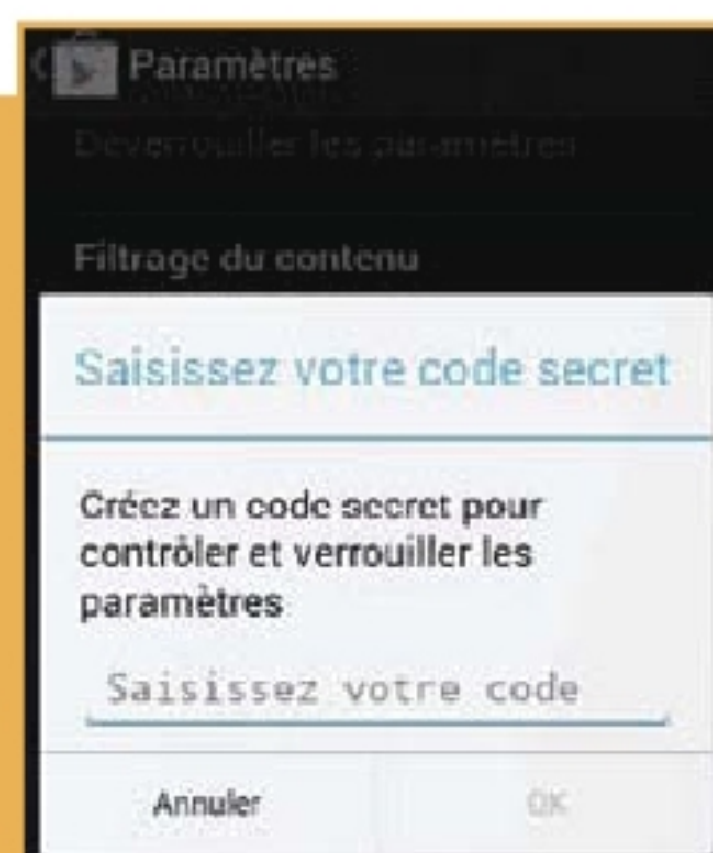 Paramètres
Déverrouiller les paramètres
Filtrage du contenu
Saisissez votre code secret
Créez un code secret pour
contrôler et verrouiller les
paramètres
Saisissez votre code
Annuler
OK